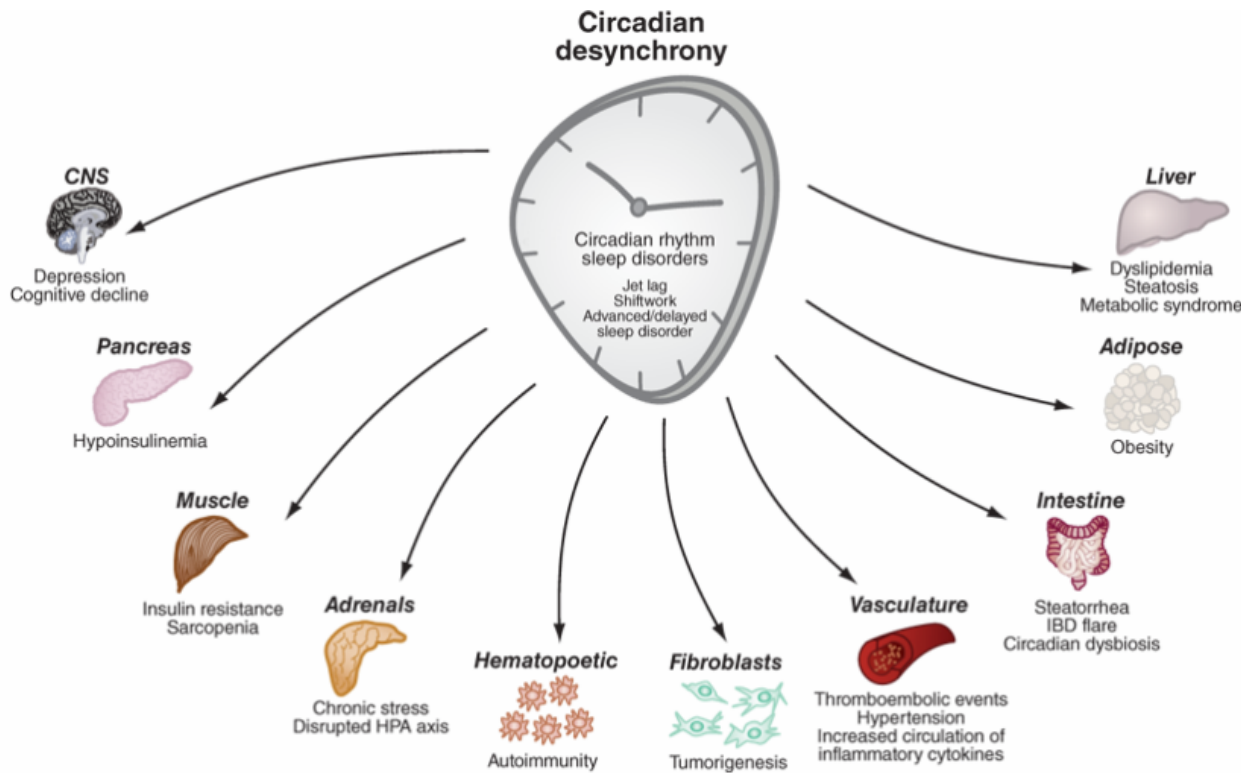 Circadian
desynchrony
Circadian rhythm
sleep disorders
Jet lag
Shiftwork
Advanced/delayed
sleep disorder
CNS
Depression
Cognitive decline
Pancreas
Hypoinsulinemia
Muscle
Insulin resistance
Sarcopenia
Adrenals
Chronic stress
Disrupted HPA axis
Hematopoetic
Autoimmunity
Fibroblasts
Tumorigenesis
Vasculature
Thromboembolic events
Hypertension
Increased circulation of
inflammatory cytokines
Intestine
Steatorrhea
IBD flare
Circadian dysbiosis
Adipose
Obesity
Liver
Dyslipidemia
Steatosis
Metabolic syndrome